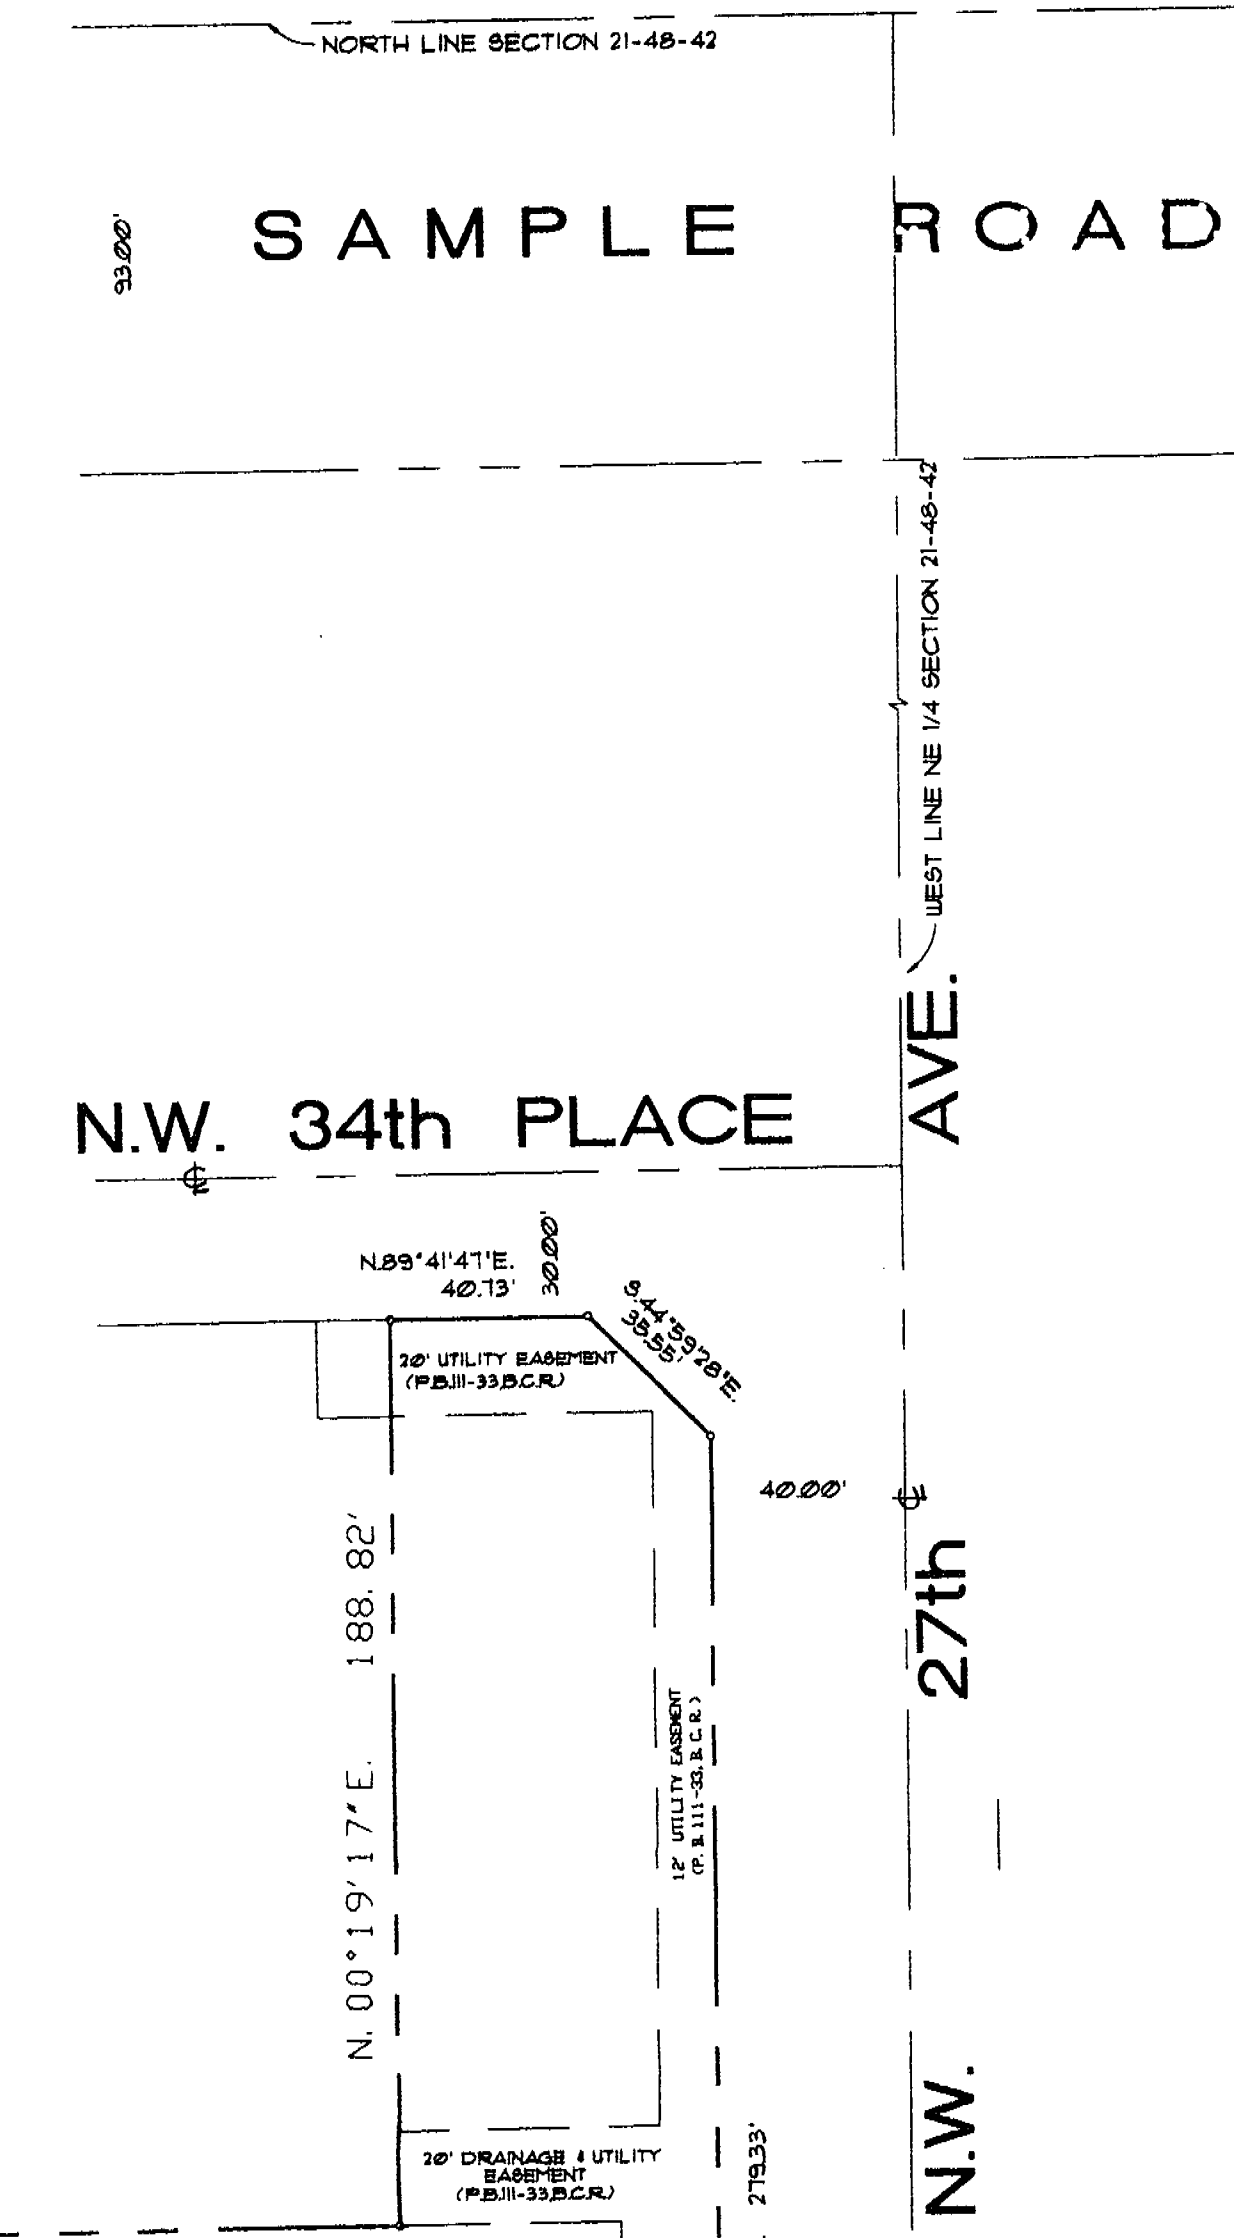 NORTH LINE SECTION 21-48-42
SAMPLE ROAD
93.00'
WEST LINE NE 1/4 SECTION 21-48-42
N.W. 34th PLACE
AVE.
N.89°41'47"E.
40.73'
30.00'
S.44°59'28"E.
35.55'
20' UTILITY EASEMENT
(P.B.111-33,B.C.R.)
40.00'
27th
188.82'
N.00°19'17"E.
12' UTILITY EASEMENT
(P.B.111-33,B.C.R.)
N.W.
20' DRAINAGE & UTILITY
EASEMENT
(P.B.111-33,B.C.R.)
279.33'